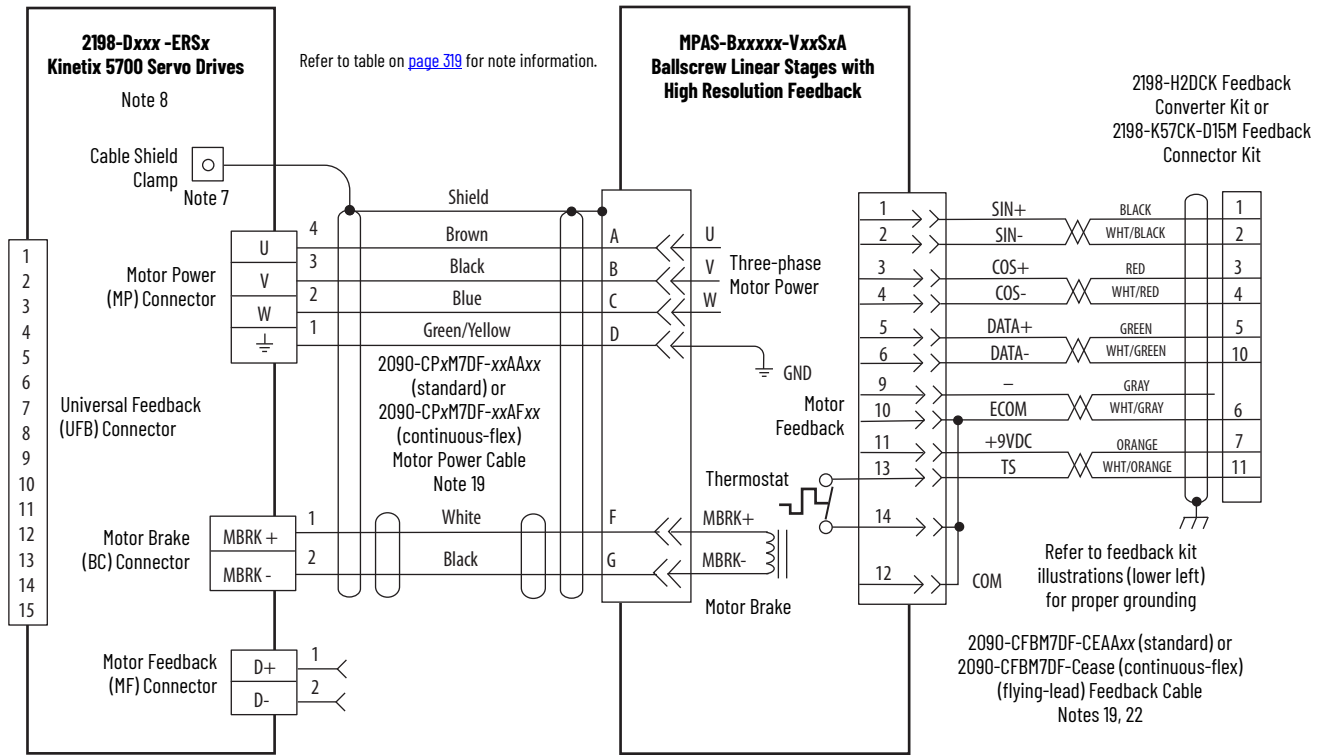 2198-Dxxx -ERSx
Kinetix 5700 Servo Drives
Note 8
Refer to table on page 319 for note information.
MPAS-Bxxxxx-VxxSxA
Ballscrew Linear Stages with
High Resolution Feedback
2198-H2DCK Feedback
Converter Kit or
2198-K57CK-D15M Feedback
Connector Kit
Cable Shield
Clamp
Note 7
1
2
3
4
5
6
7
8
9
10
11
12
13
14
15
Universal Feedback
(UFB) Connector
Motor Power
(MP) Connector
U
V
W
4
3
2
1
Shield
Brown
Black
Blue
Green/Yellow
A
B
C
D
U
V
W
Three-phase
Motor Power
GND
2090-CPxM7DF-xxAAxx
(standard) or
2090-CPxM7DF-xxAFxx
(continuous-flex)
Motor Power Cable
Note 19
Motor Brake
(BC) Connector
MBRK +
MBRK -
1
2
White
Black
F
G
MBRK+
MBRK-
Motor Brake
Motor Feedback
(MF) Connector
D+
D-
1
2
Motor
Feedback
Thermostat
1 SIN+ BLACK 1
2 SIN- WHT/BLACK 2
3 COS+ RED 3
4 COS- WHT/RED 4
5 DATA+ GREEN 5
6 DATA- WHT/GREEN 10
9 – GRAY
10 ECOM WHT/GRAY 6
11 +9VDC ORANGE 7
13 TS WHT/ORANGE 11
14
12 COM
Refer to feedback kit
illustrations (lower left)
for proper grounding
2090-CFBM7DF-CEAAxx (standard) or
2090-CFBM7DF-Cease (continuous-flex)
(flying-lead) Feedback Cable
Notes 19, 22